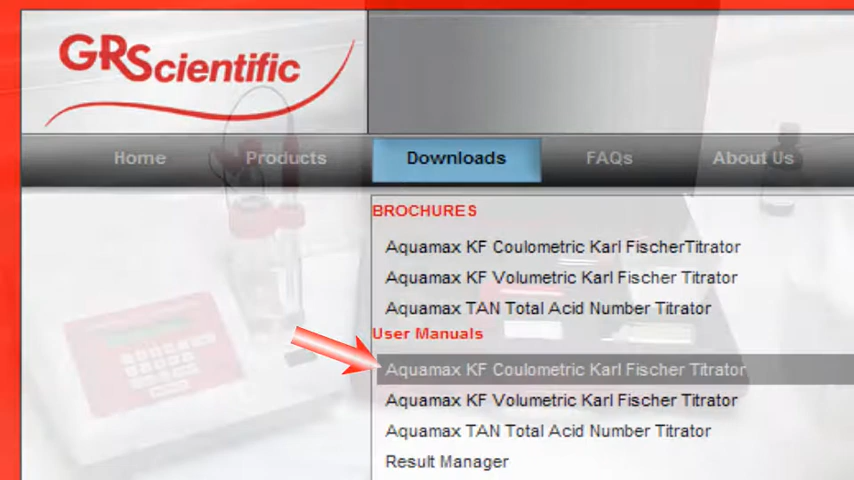 GRScientific
Home Products Downloads FAQs About Us
BROCHURES
Aquamax KF Coulometric Karl FischerTitrator
Aquamax KF Volumetric Karl Fischer Titrator
Aquamax TAN Total Acid Number Titrator
User Manuals
Aquamax KF Coulometric Karl Fischer Titrator
Aquamax KF Volumetric Karl Fischer Titrator
Aquamax TAN Total Acid Number Titrator
Result Manager